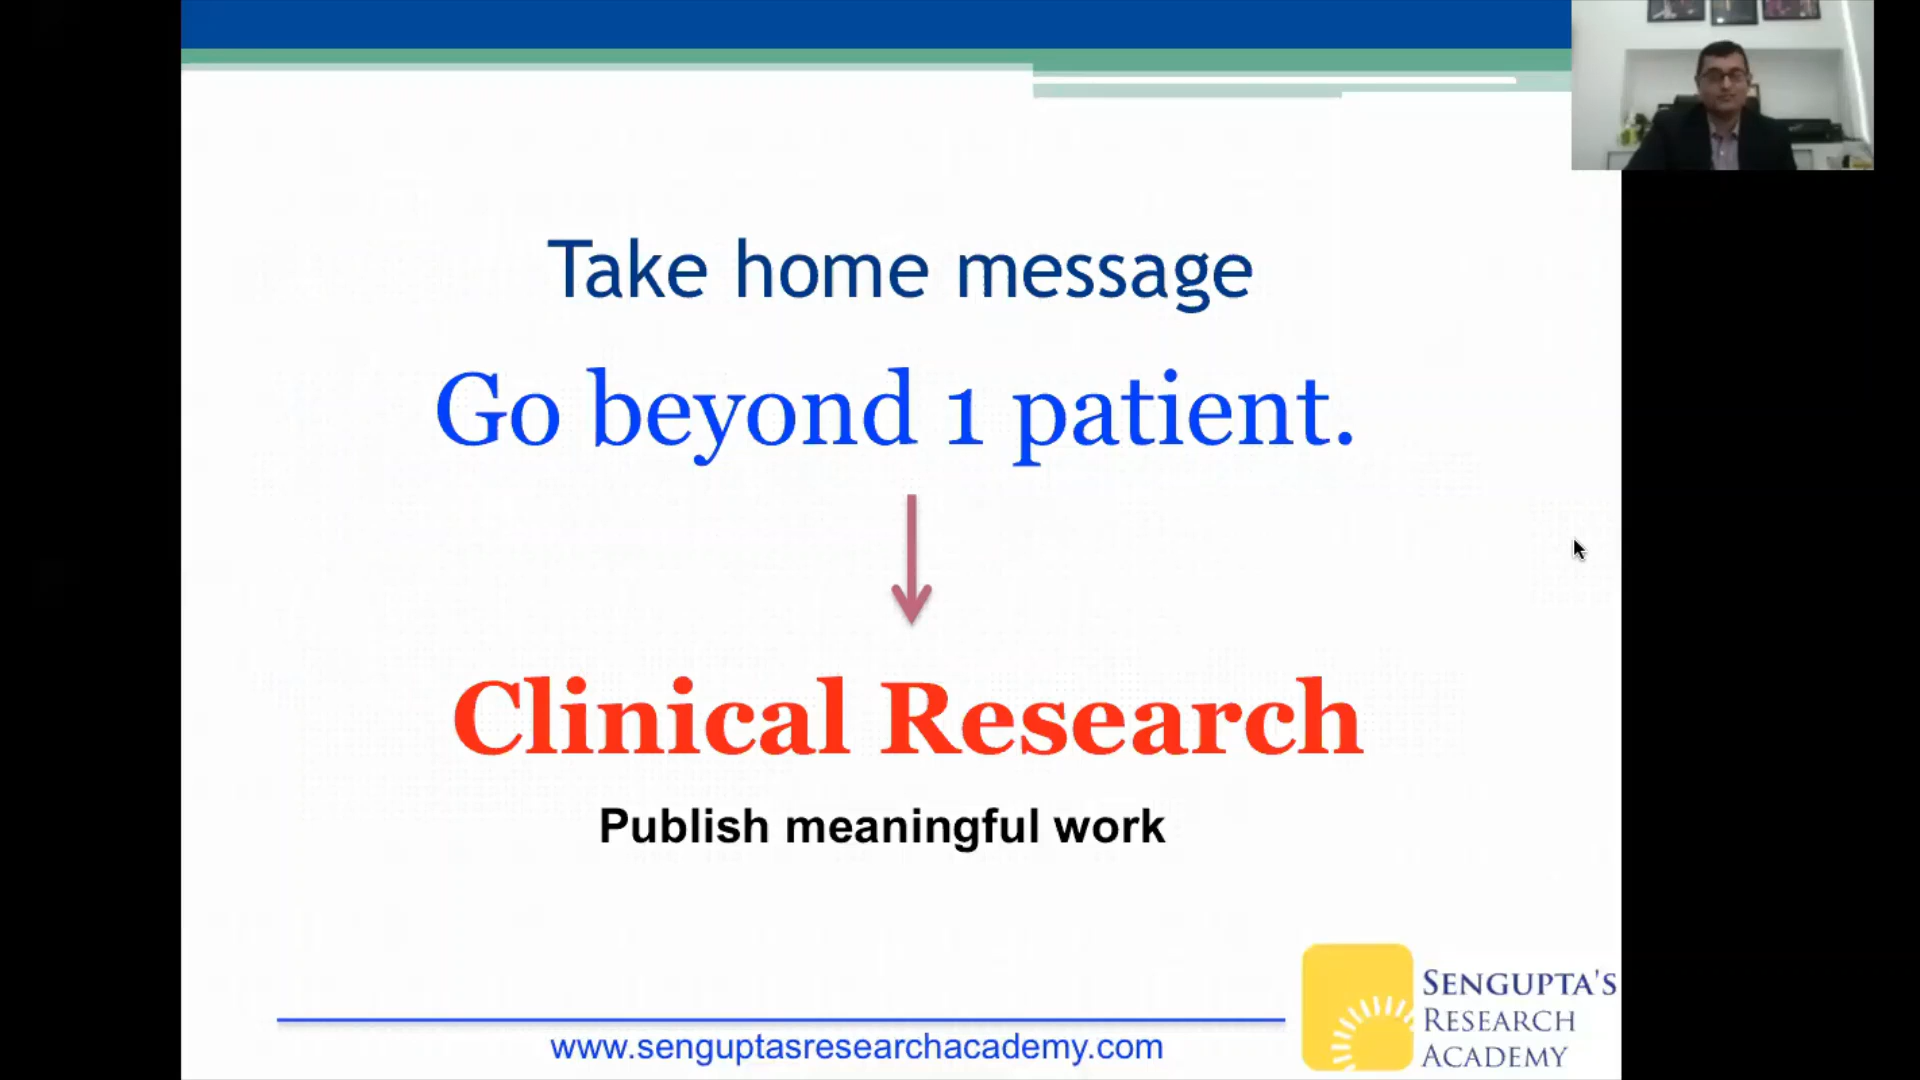 Take home message
Go beyond 1 patient.
Clinical Research
Publish meaningful work
www.senguptasresearchacademy.com
SENGUPTA'S
RESEARCH
ACADEMY